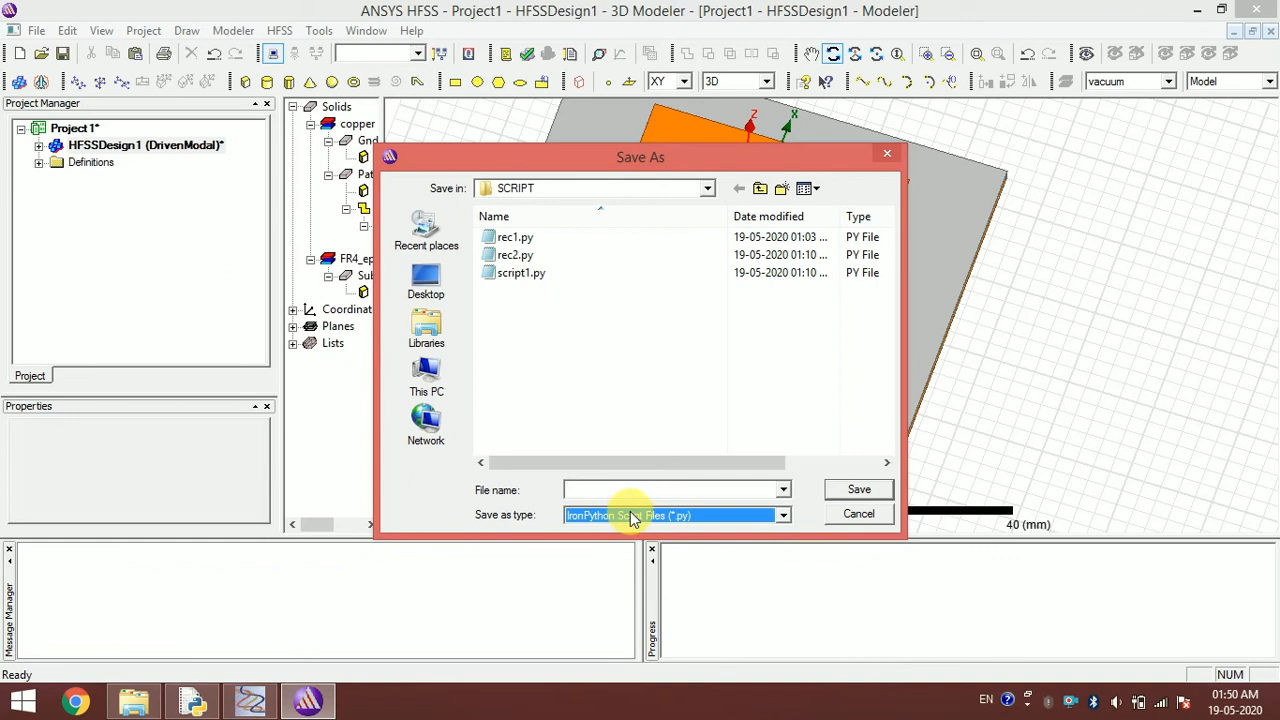 ANSYS HFSS - Project1 - HFSSDesign1 - 3D Modeler - [Project1 - HFSSDesign1 - Modeler]
File Edit View Project Draw Modeler HFSS Tools Window Help
XY 3D vacuum Model
Project Manager
Project1*
HFSSDesign1 (DrivenModal)*
Definitions
Project
Properties
Solids
copper
Gnd
Pat
FR4_ep
Sub
Coordina
Planes
Lists
Z X
40 (mm)
Save As
Save in: SCRIPT
Name Date modified Type
rec1.py 19-05-2020 01:03 ... PY File
rec2.py 19-05-2020 01:10 ... PY File
script1.py 19-05-2020 01:10 ... PY File
Recent places
Desktop
Libraries
This PC
Network
File name: Save
Save as type: IronPython Script Files (*.py) Cancel
Message Manager
Progress
Ready NUM
EN 01:50 AM
19-05-2020